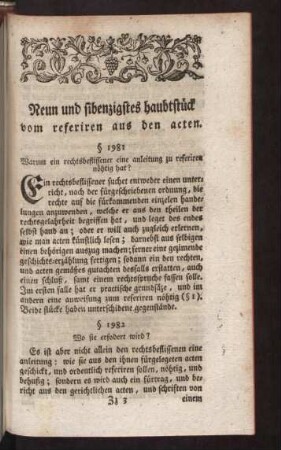 Neun und sibenzigstes haubtstück
vom referiren aus den acten.
§ 1981
Warum ein rechtsbeflissener eine anleitung zu referiren
nöhtig hat?
Ein rechtsbeflissener suchet entweder einen unter-
richt, nach der fürgeschriebenen ordnung, die
rechte auf die fürkommenden einzelen hande-
lungen anzuwenden, welche er aus den theilen der
rechtsgelahrtheit begriffen hat, und leget des endes
selbst hand an; oder er will auch zugleich erlernen,
wie man acten künstlich lesen; darnebst aus selbigen
einen behörigen auszug machen; ferner eine geziemende
geschichtserzählung fertigen; sodann ein den rechten,
und acten gemäßes gutachten desfalls erstatten, auch
einen schluß, samt einem rechtsspruche fassen solle.
Im ersten falle hat er practische grundsäze, und im
andern eine anweisung zum referiren nöhtig (§ 1).
Beide stücke haben unterschidene gegenstände.
§ 1982
Wo sie erfodert wird?
Es ist aber nicht allein den rechtsbeflissenen eine
anleitung: wie sie aus den ihnen fürgelegeten acten
geschickt, und ordentlich referiren sollen, nöhtig, und
behufig; sondern es wird auch ein fürtrag, und be-
richt aus den gerichtlichen acten, und schriften von
Zz 3 einem